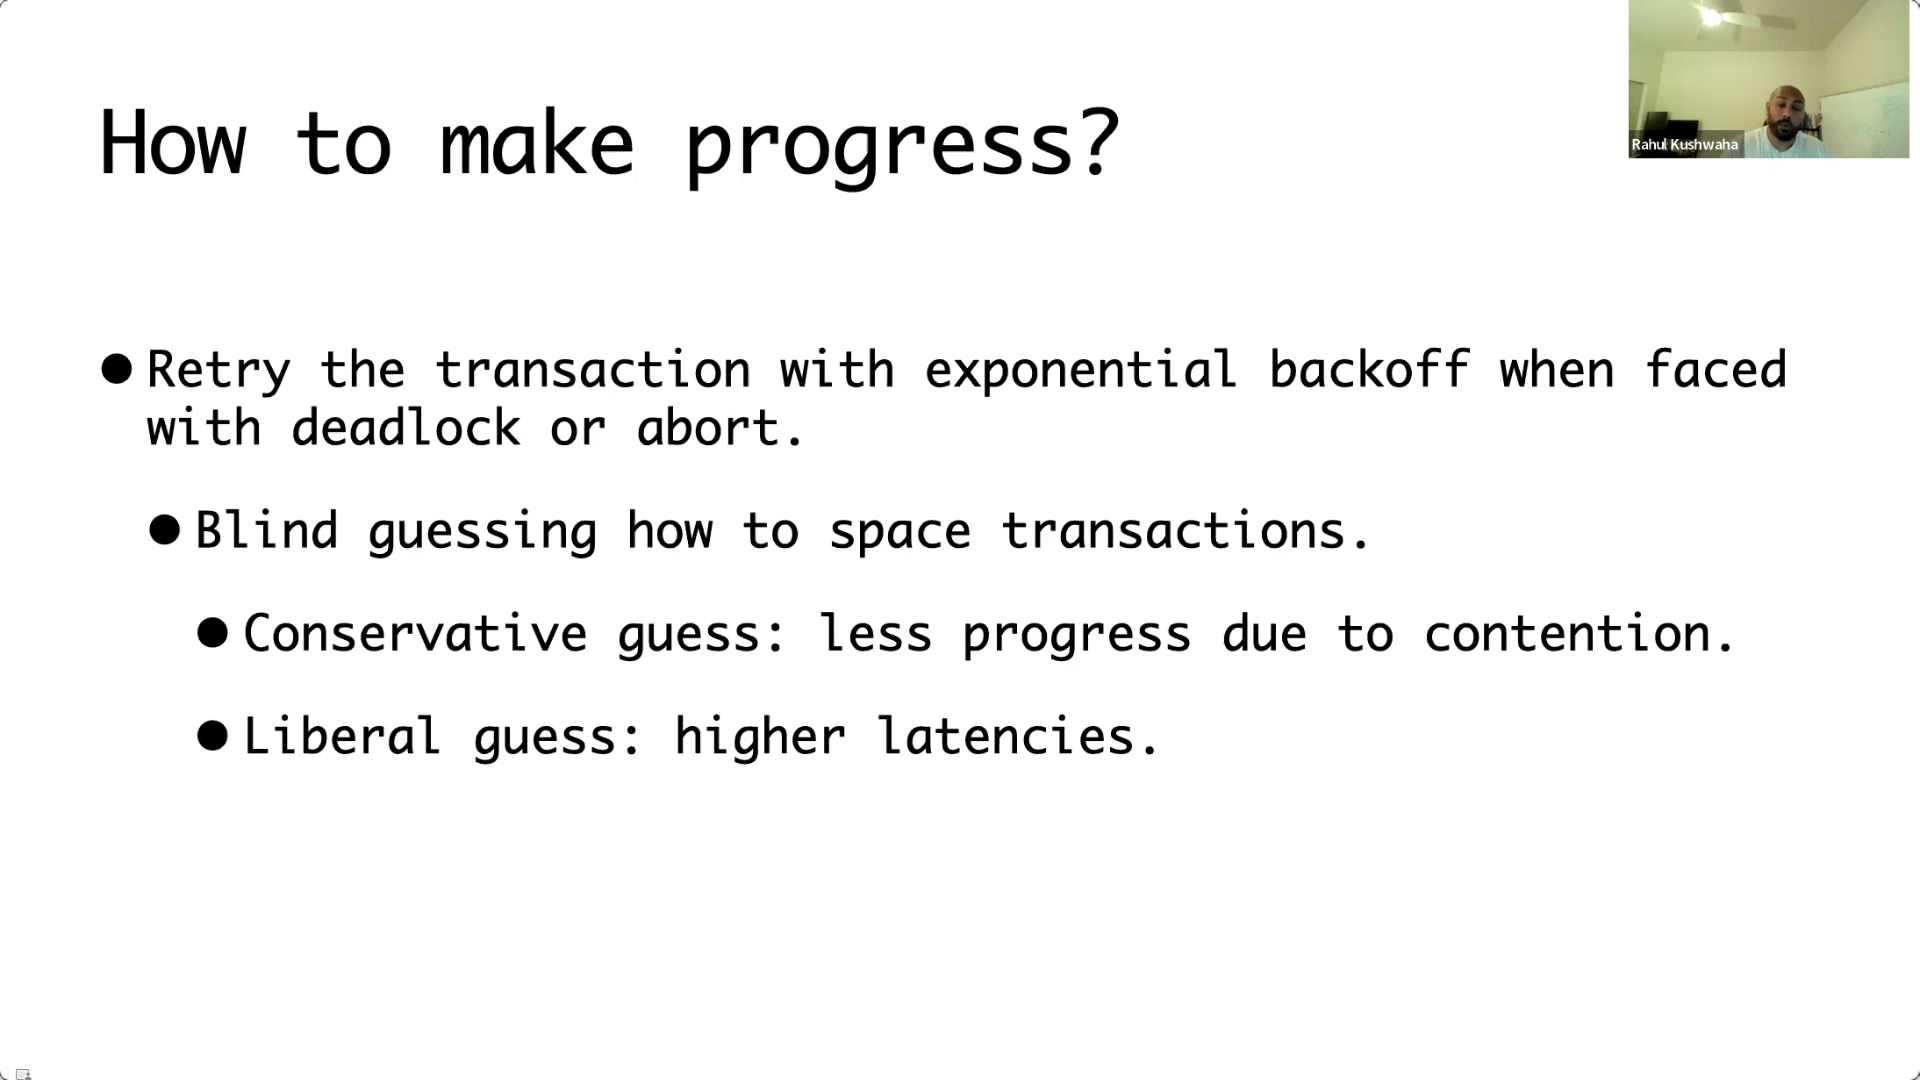 How to make progress?
Rahul Kushwaha
● Retry the transaction with exponential backoff when faced
with deadlock or abort.
● Blind guessing how to space transactions.
● Conservative guess: less progress due to contention.
● Liberal guess: higher latencies.